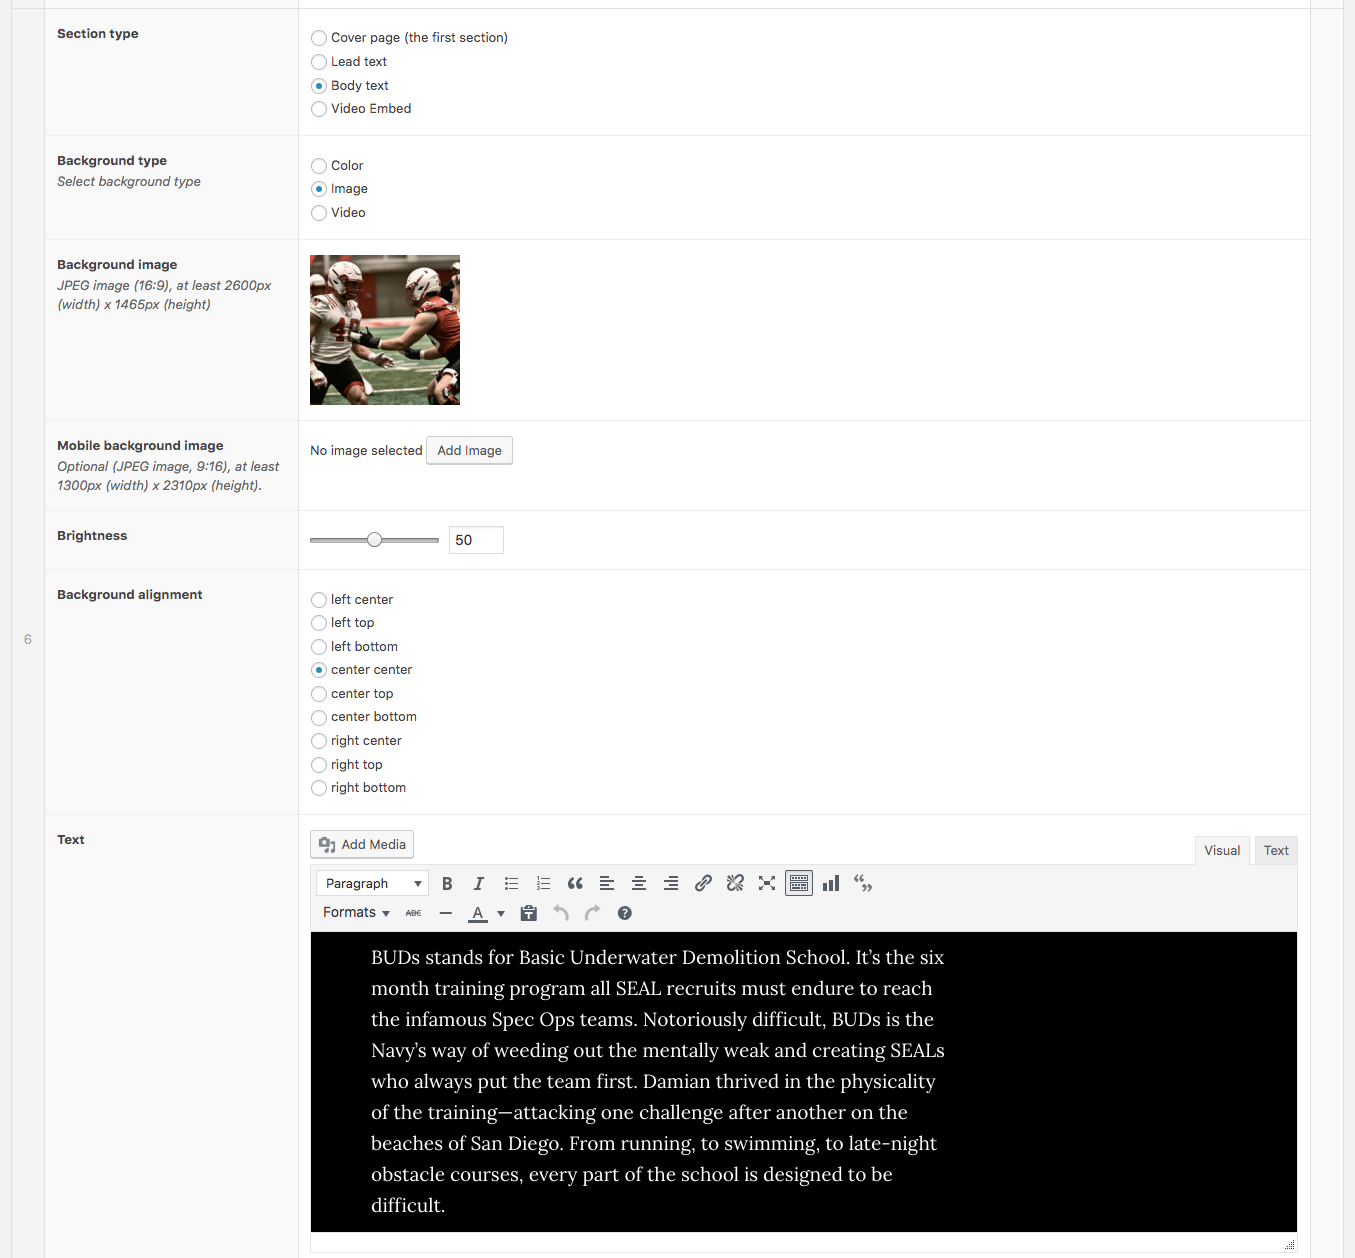 Section type
Cover page (the first section)
Lead text
Body text
Video Embed
Background type
Select background type
Color
Image
Video
Background image
JPEG image (16:9), at least 2600px
(width) x 1465px (height)
Mobile background image
Optional (JPEG image, 9:16), at least
1300px (width) x 2310px (height).
No image selected Add Image
Brightness
50
Background alignment
left center
left top
left bottom
center center
center top
center bottom
right center
right top
right bottom
6
Text
Add Media
Visual Text
Paragraph B I
Formats ABC A
BUDs stands for Basic Underwater Demolition School. It’s the six
month training program all SEAL recruits must endure to reach
the infamous Spec Ops teams. Notoriously difficult, BUDs is the
Navy’s way of weeding out the mentally weak and creating SEALs
who always put the team first. Damian thrived in the physicality
of the training—attacking one challenge after another on the
beaches of San Diego. From running, to swimming, to late-night
obstacle courses, every part of the school is designed to be
difficult.